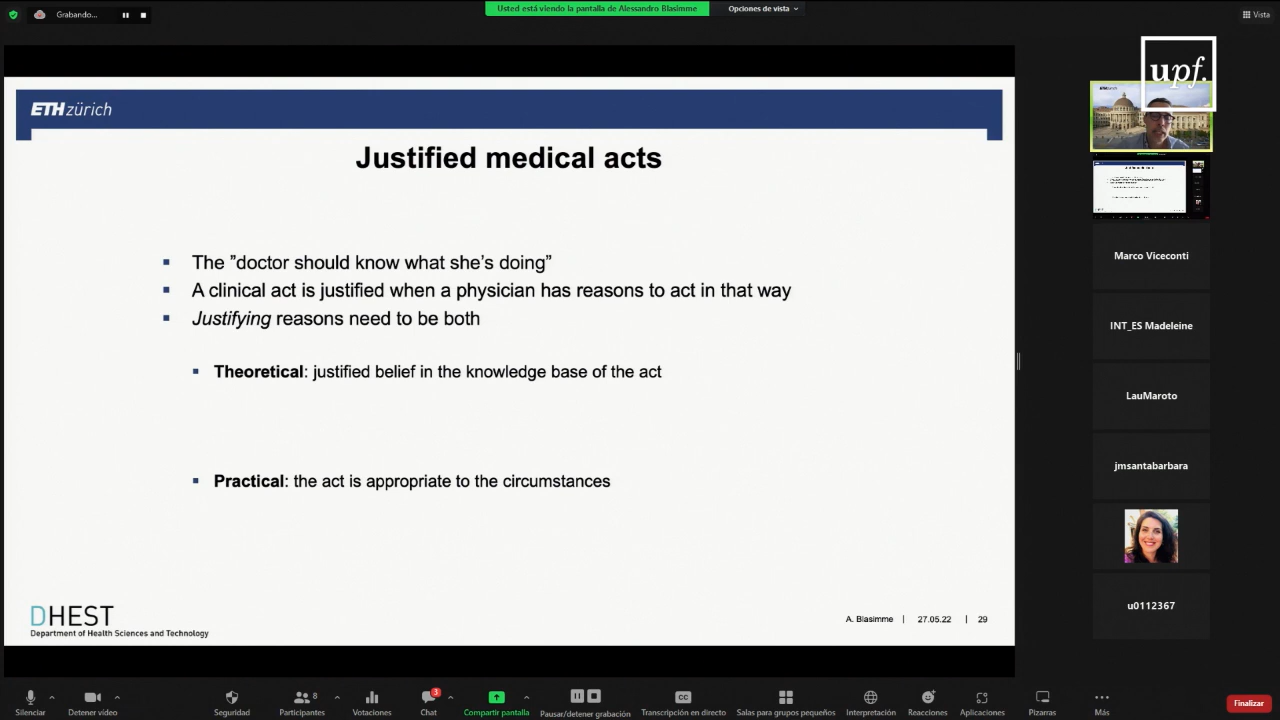 Grabando...
Usted está viendo la pantalla de Alessandro Blasimme
Opciones de vista
Vista
ETH zürich
Justified medical acts
The ”doctor should know what she’s doing”
A clinical act is justified when a physician has reasons to act in that way
Justifying reasons need to be both
Theoretical: justified belief in the knowledge base of the act
Practical: the act is appropriate to the circumstances
DHEST
Department of Health Sciences and Technology
A. Blasimme | 27.05.22 | 29
upf.
ETHzürich
Marco Viceconti
INT_ES Madeleine
LauMaroto
jmsantabarbara
u0112367
Silenciar
Detener vídeo
Seguridad
8
Participantes
Votaciones
3
Chat
Compartir pantalla
Pausar/detener grabación
CC
Transcripción en directo
Salas para grupos pequeños
Interpretación
Reacciones
Aplicaciones
Pizarras
Más
Finalizar